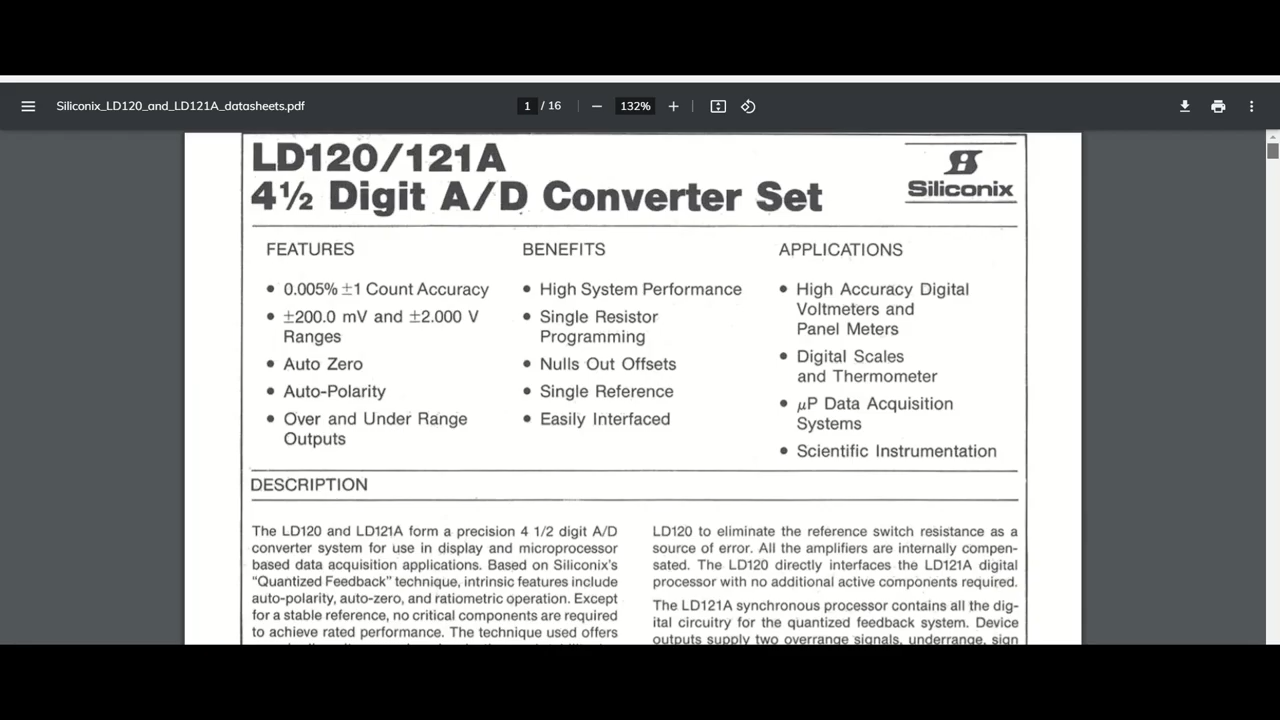 Siliconix_LD120_and_LD121A_datasheets.pdf
1 / 16
132%
LD120/121A
4½ Digit A/D Converter Set
Siliconix
FEATURES
• 0.005% ±1 Count Accuracy
• ±200.0 mV and ±2.000 V
Ranges
• Auto Zero
• Auto-Polarity
• Over and Under Range
Outputs
BENEFITS
• High System Performance
• Single Resistor
Programming
• Nulls Out Offsets
• Single Reference
• Easily Interfaced
APPLICATIONS
• High Accuracy Digital
Voltmeters and
Panel Meters
• Digital Scales
and Thermometer
• µP Data Acquisition
Systems
• Scientific Instrumentation
DESCRIPTION
The LD120 and LD121A form a precision 4 1/2 digit A/D
converter system for use in display and microprocessor
based data acquisition applications. Based on Siliconix's
"Quantized Feedback" technique, intrinsic features include
auto-polarity, auto-zero, and ratiometric operation. Except
for a stable reference, no critical components are required
to achieve rated performance. The technique used offers
LD120 to eliminate the reference switch resistance as a
source of error. All the amplifiers are internally compen-
sated. The LD120 directly interfaces the LD121A digital
processor with no additional active components required.
The LD121A synchronous processor contains all the dig-
ital circuitry for the quantized feedback system. Device
outputs supply two overrange signals, underrange, sign